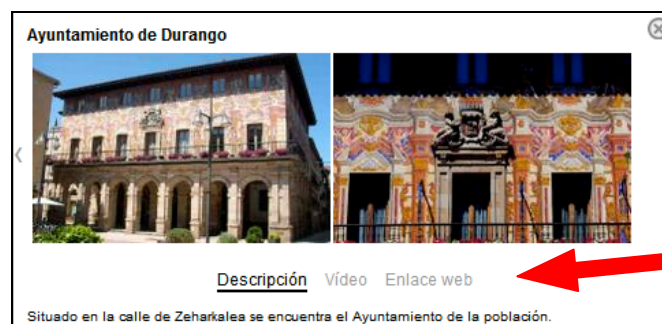 Ayuntamiento de Durango
Descripción Vídeo Enlace web
Situado en la calle de Zeharkalea se encuentra el Ayuntamiento de la población.